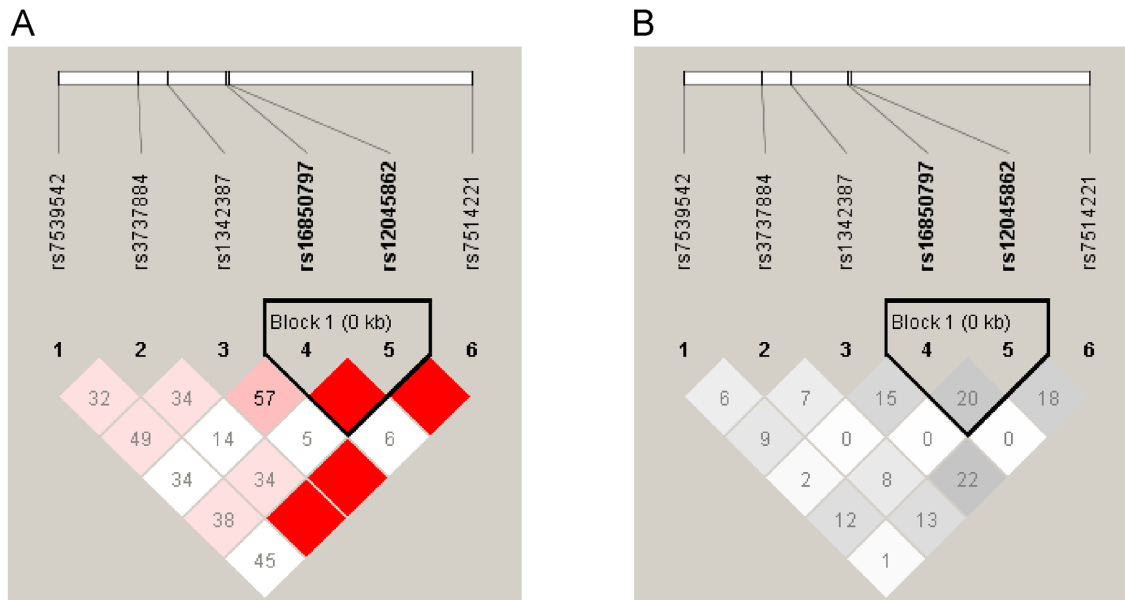 A
rs7539542
rs3737884
rs1342387
rs16850797
rs12045862
rs7514221
Block 1 (0 kb)
1 2 3 4 5 6
32 34 57
49 14 5 6
34 34
38
45
B
rs7539542
rs3737884
rs1342387
rs16850797
rs12045862
rs7514221
Block 1 (0 kb)
1 2 3 4 5 6
6 7 15 20 18
9 0 0 0
2 8 22
12 13
1